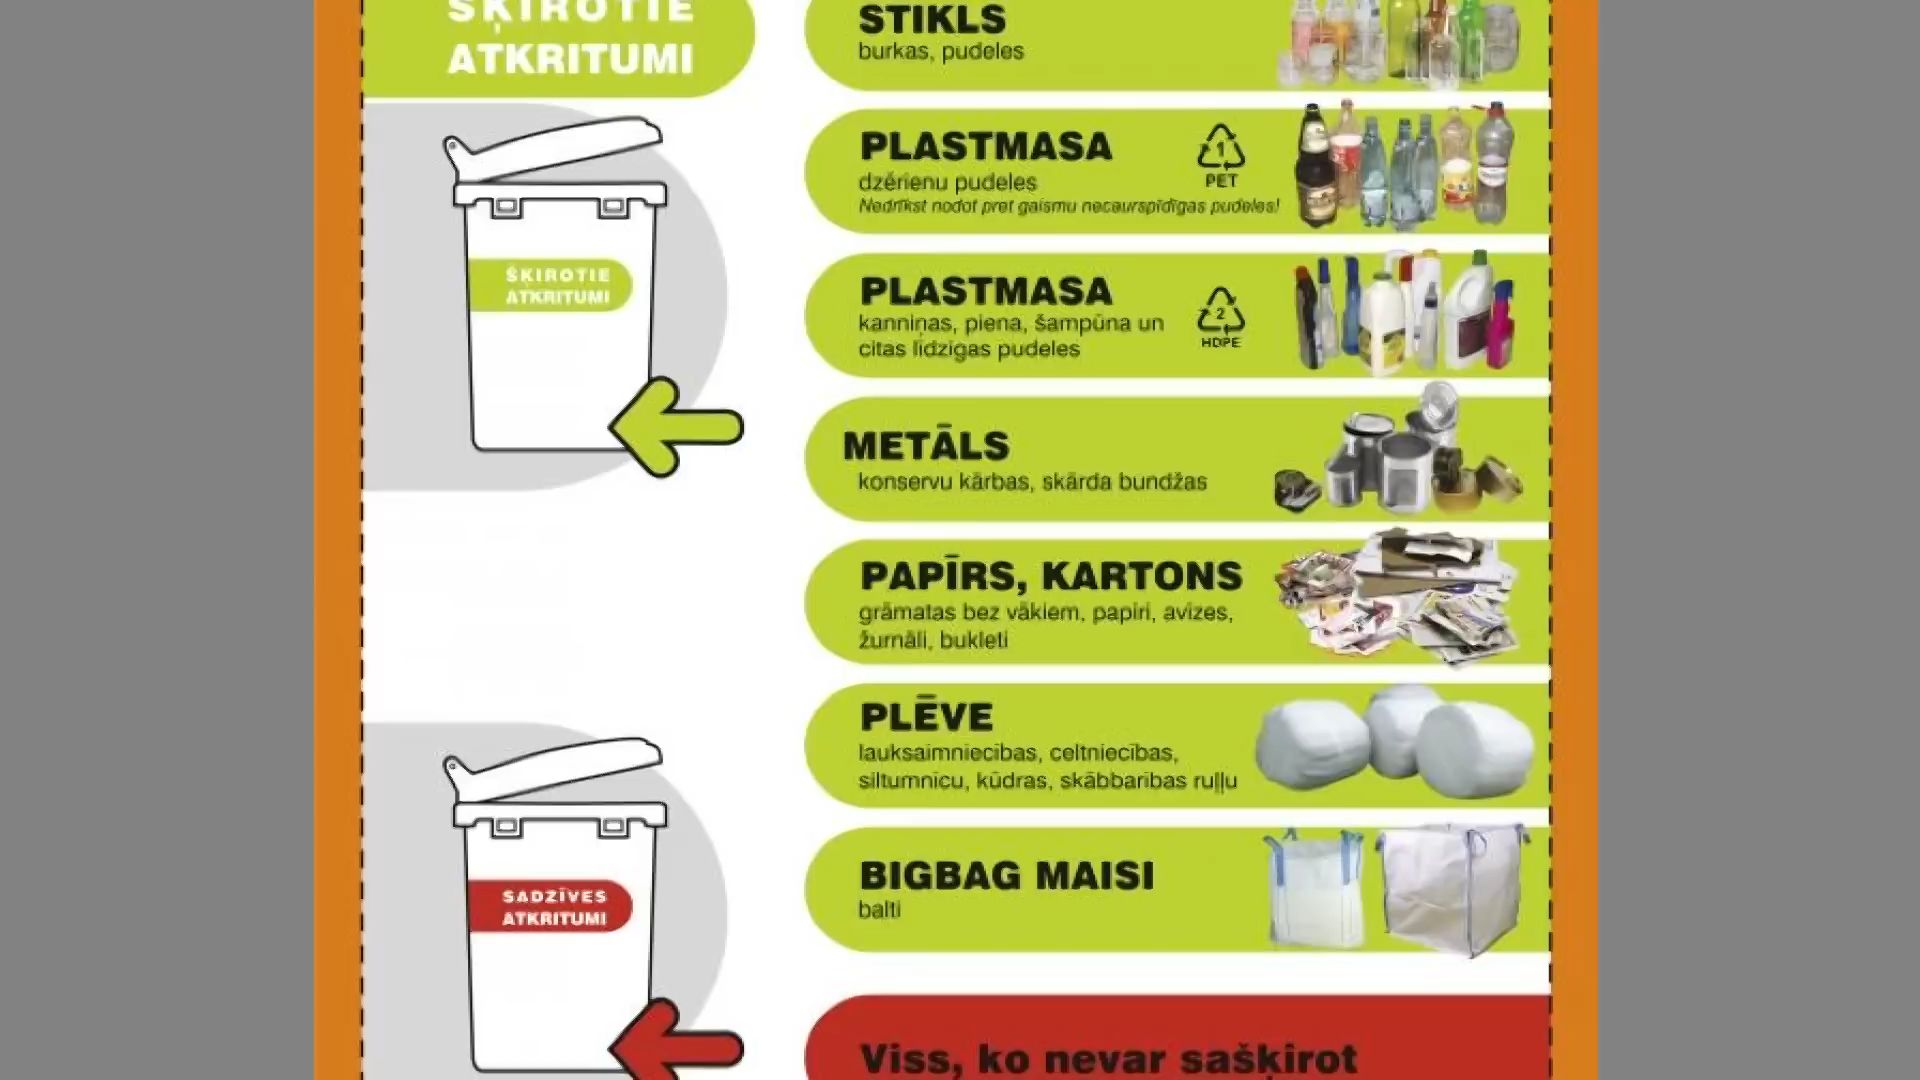 ŠĶIROTIE
ATKRITUMI
STIKLS
burkas, pudeles
PLASTMASA
dzērienu pudeles
Nedrīkst nodot pret gaismu necaurspīdīgas pudeles!
1
PET
ŠĶIROTIE
ATKRITUMI
PLASTMASA
kanniņas, piena, šampūna un
citas līdzīgas pudeles
2
HDPE
METĀLS
konservu kārbas, skārda bundžas
PAPĪRS, KARTONS
grāmatas bez vākiem, papīri, avīzes,
žurnāli, bukleti
PLĒVE
lauksaimniecības, celtniecības,
siltumnīcu, kūdras, skābbarības ruļļu
BIGBAG MAISI
balti
SADZĪVES
ATKRITUMI
Viss, ko nevar sašķirot